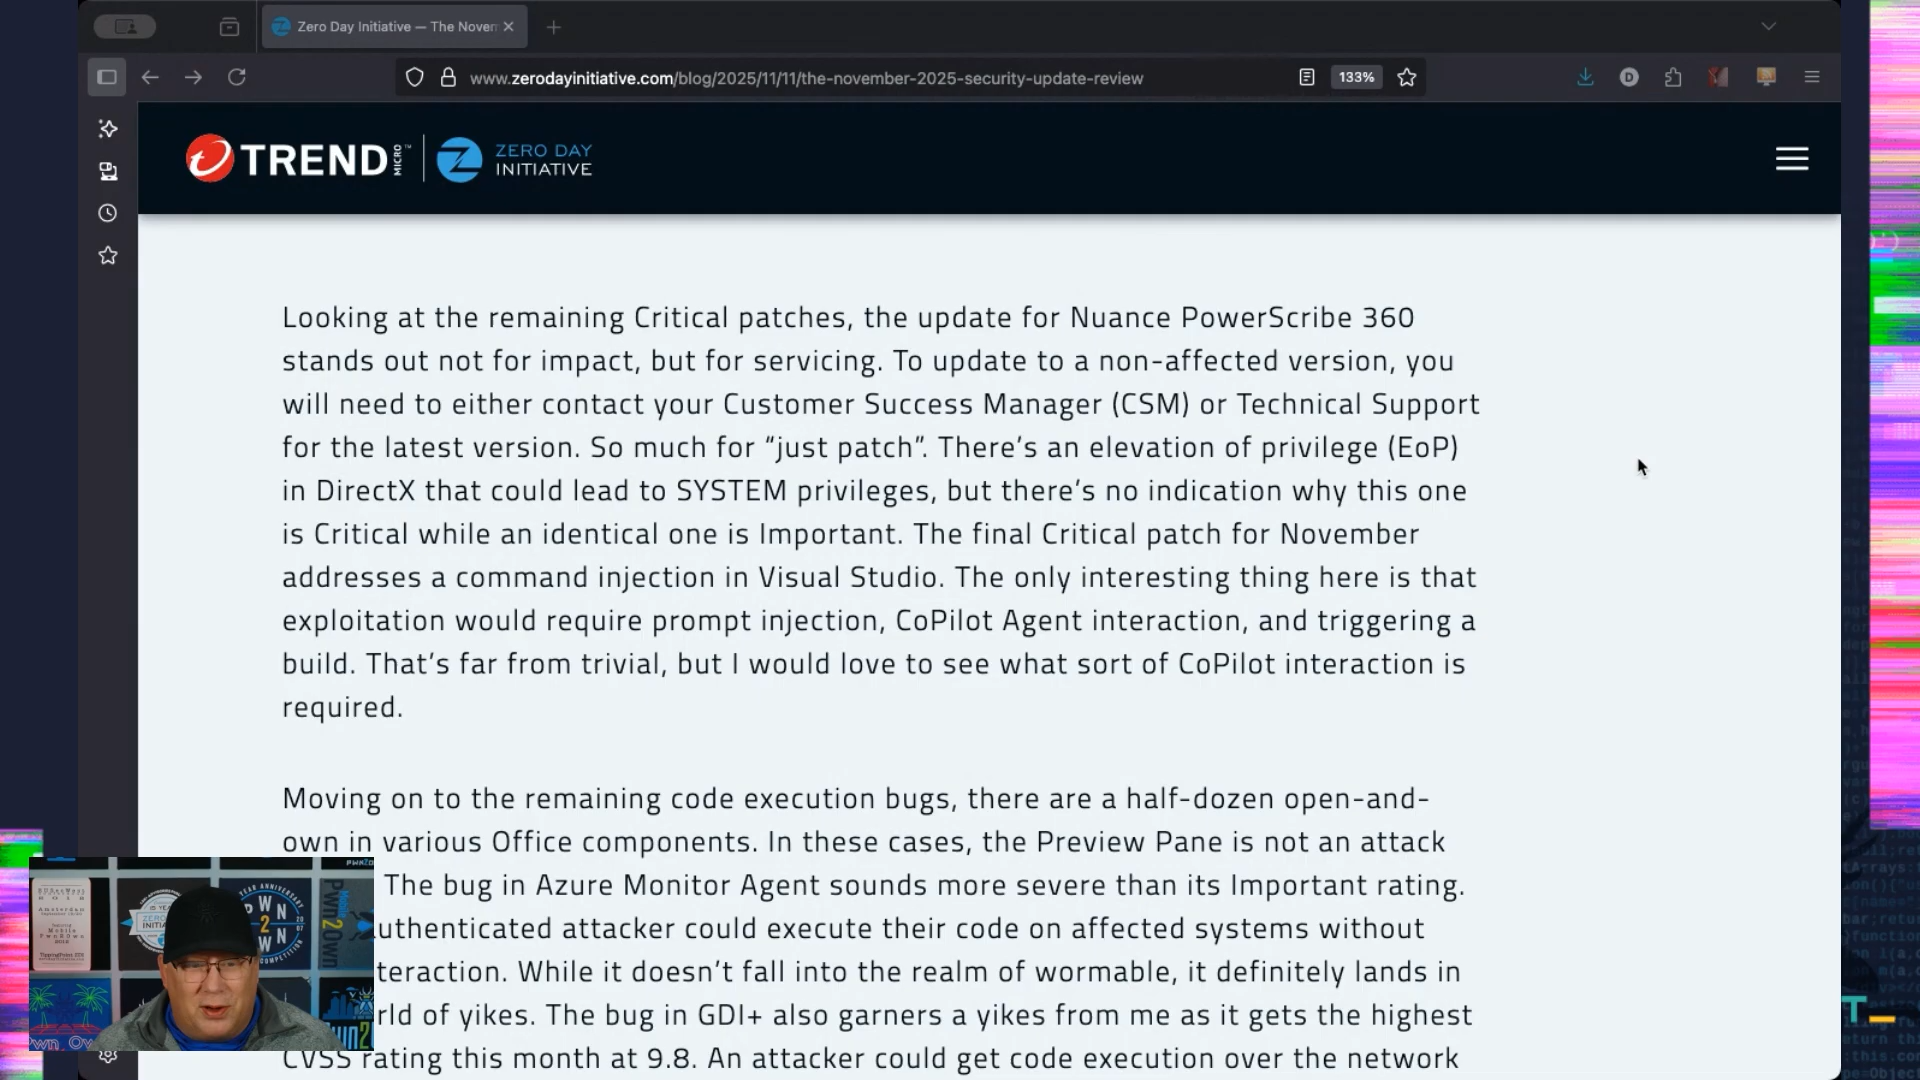 Zero Day Initiative — The Noven
www.zerodayinitiative.com/blog/2025/11/11/the-november-2025-security-update-review
133%
D
TREND MICRO™
ZERO DAY
INITIATIVE
Looking at the remaining Critical patches, the update for Nuance PowerScribe 360
stands out not for impact, but for servicing. To update to a non-affected version, you
will need to either contact your Customer Success Manager (CSM) or Technical Support
for the latest version. So much for “just patch”. There’s an elevation of privilege (EoP)
in DirectX that could lead to SYSTEM privileges, but there’s no indication why this one
is Critical while an identical one is Important. The final Critical patch for November
addresses a command injection in Visual Studio. The only interesting thing here is that
exploitation would require prompt injection, CoPilot Agent interaction, and triggering a
build. That’s far from trivial, but I would love to see what sort of CoPilot interaction is
required.
Moving on to the remaining code execution bugs, there are a half-dozen open-and-
own in various Office components. In these cases, the Preview Pane is not an attack
The bug in Azure Monitor Agent sounds more severe than its Important rating.
uthenticated attacker could execute their code on affected systems without
teraction. While it doesn’t fall into the realm of wormable, it definitely lands in
rld of yikes. The bug in GDI+ also garners a yikes from me as it gets the highest
CVSS rating this month at 9.8. An attacker could get code execution over the network
T_